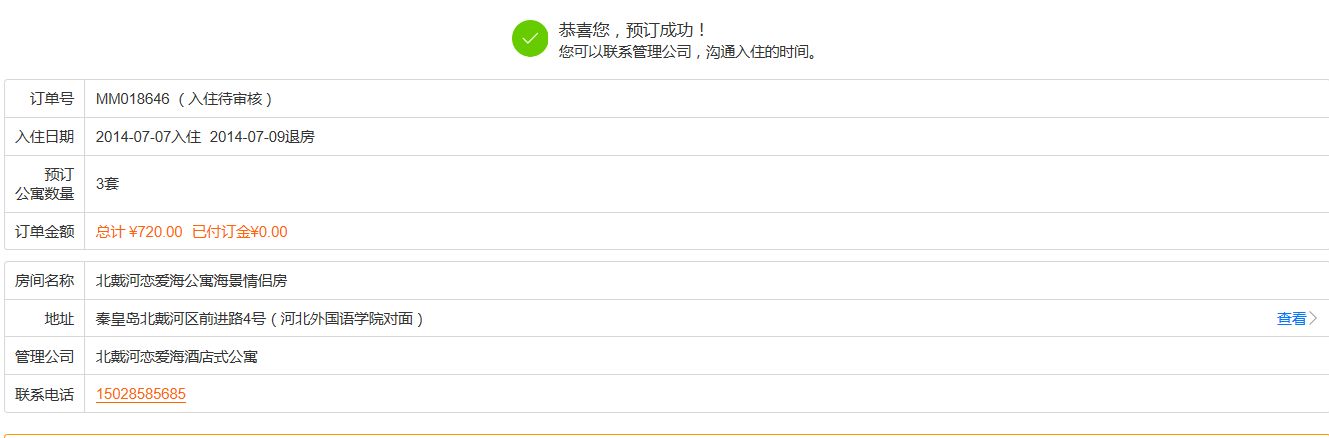 恭喜您，预订成功！
您可以联系管理公司，沟通入住的时间。
订单号 MM018646 （入住待审核）
入住日期 2014-07-07入住 2014-07-09退房
预订
公寓数量 3套
订单金额 总计 ¥720.00 已付订金¥0.00
房间名称 北戴河恋爱海公寓海景情侣房
地址 秦皇岛北戴河区前进路4号（河北外国语学院对面） 查看
管理公司 北戴河恋爱海酒店式公寓
联系电话 15028585685